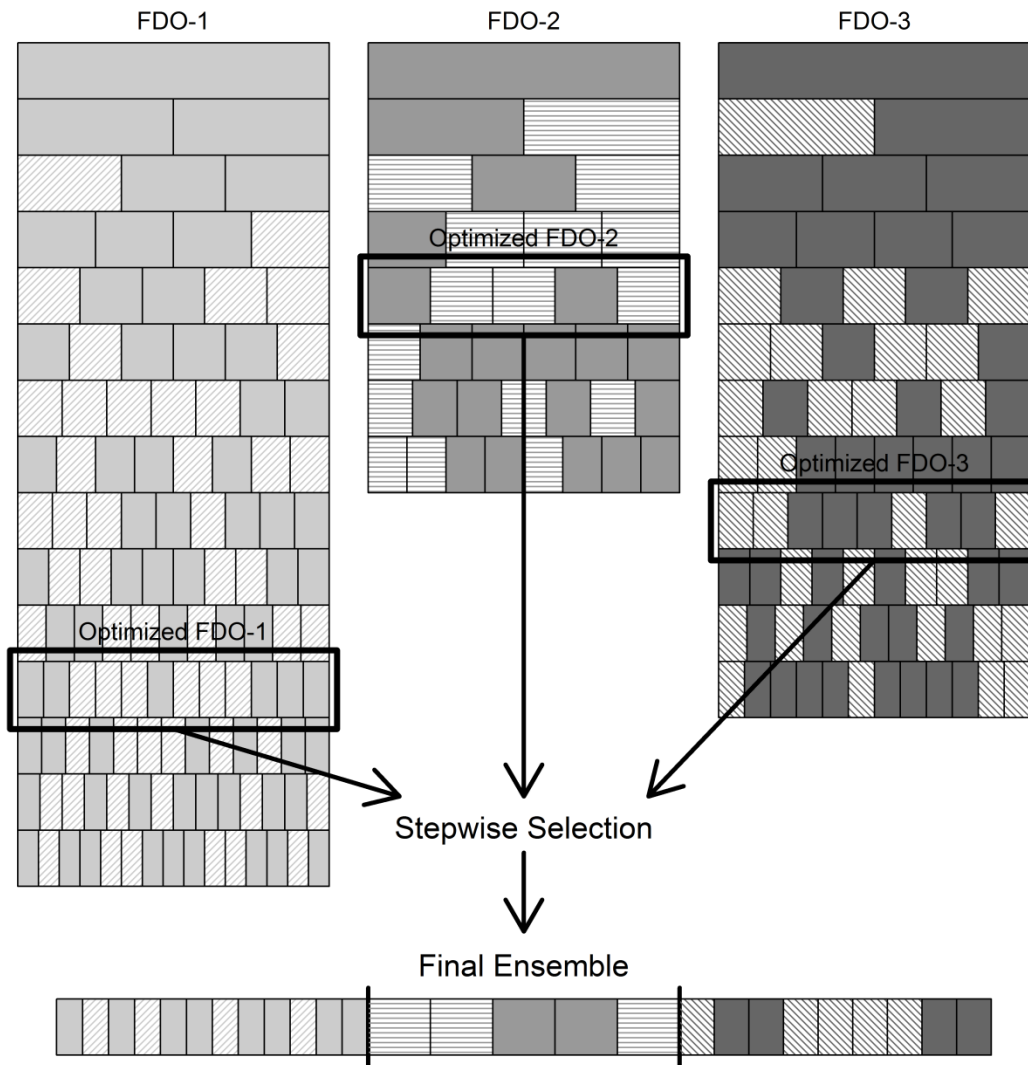 FDO-1
FDO-2
FDO-3
Optimized FDO-2
Optimized FDO-3
Optimized FDO-1
Stepwise Selection
Final Ensemble